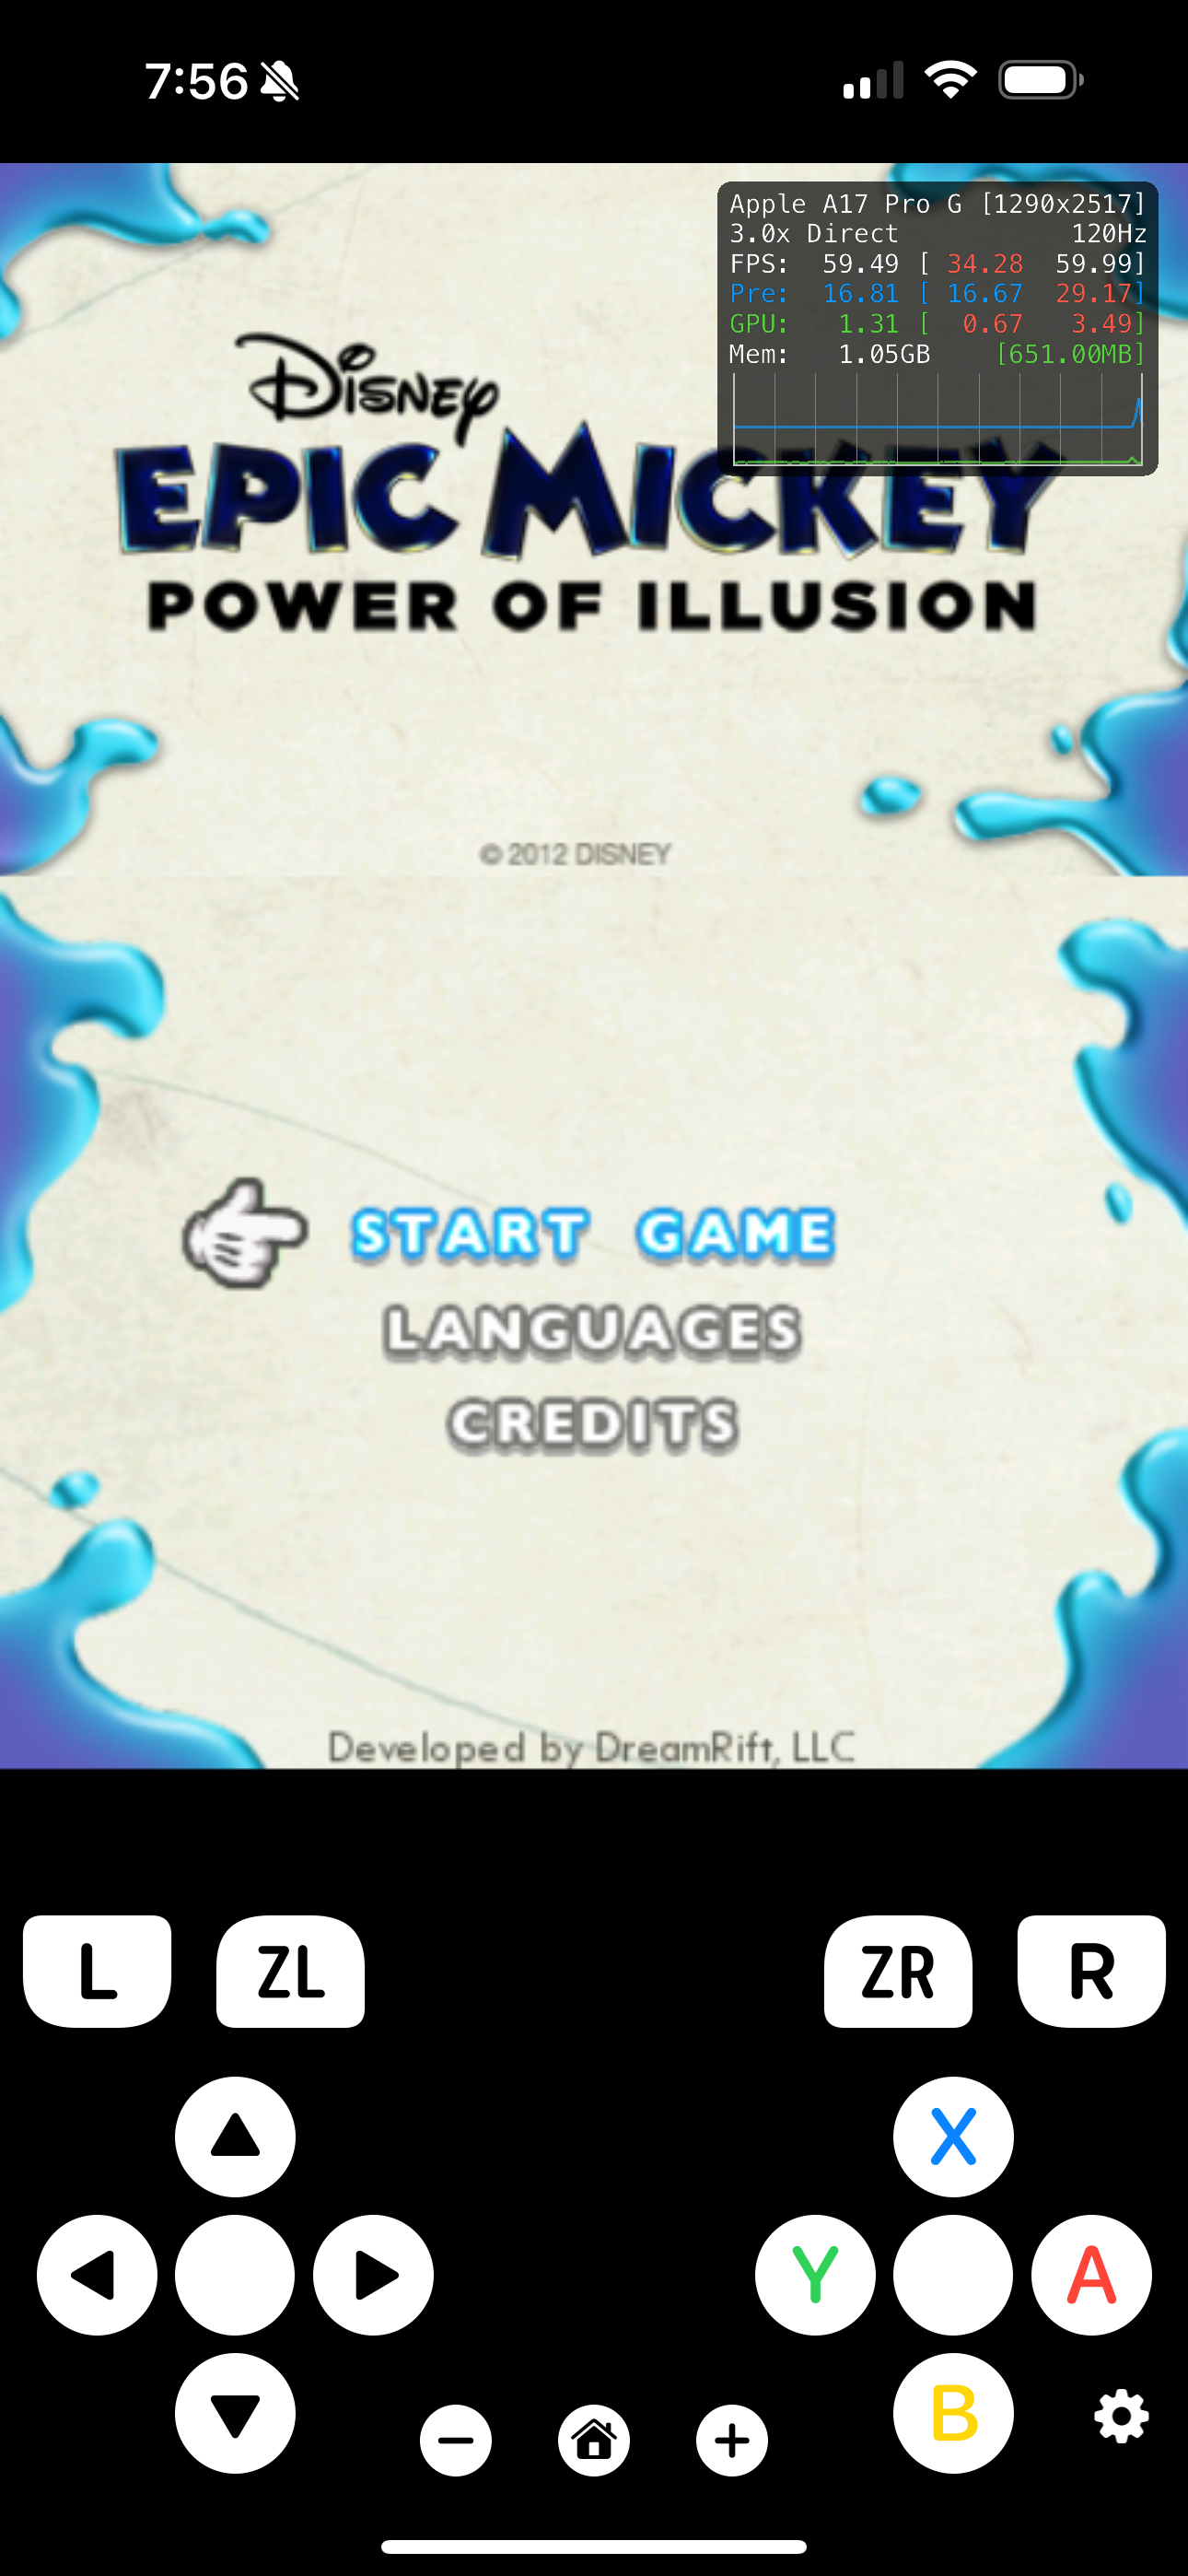 7:56
Apple A17 Pro G [1290x2517]
3.0x Direct 120Hz
FPS: 59.49 [ 34.28 59.99]
Pre: 16.81 [ 16.67 29.17]
GPU: 1.31 [ 0.67 3.49]
Mem: 1.05GB [651.00MB]
Disney
EPIC MICKEY
POWER OF ILLUSION
© 2012 DISNEY
START GAME
LANGUAGES
CREDITS
Developed by DreamRift, LLC
L ZL ZR R
X
Y A
B